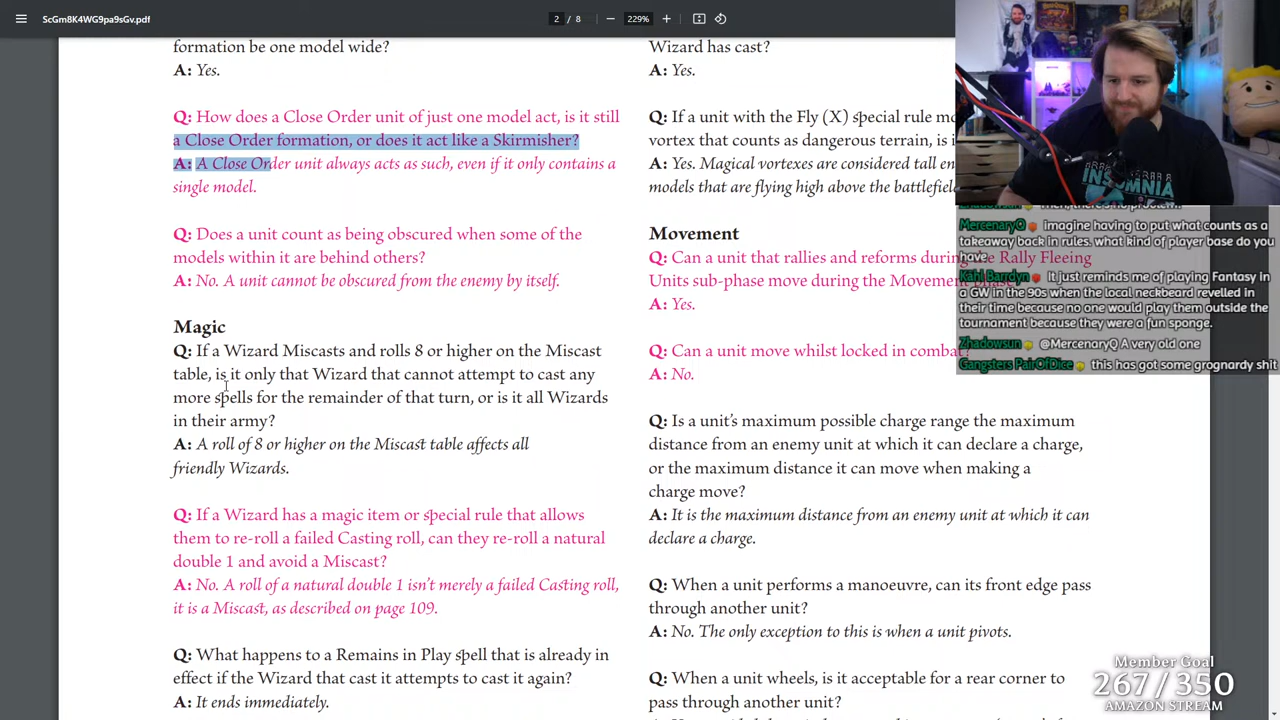 ScGm8K4WG9pa9sGv.pdf
2 / 8
229%
formation be one model wide?
A: Yes.
Q: How does a Close Order unit of just one model act, is it still
a Close Order formation, or does it act like a Skirmisher?
A: A Close Order unit always acts as such, even if it only contains a
single model.
Q: Does a unit count as being obscured when some of the
models within it are behind others?
A: No. A unit cannot be obscured from the enemy by itself.
Magic
Q: If a Wizard Miscasts and rolls 8 or higher on the Miscast
table, is it only that Wizard that cannot attempt to cast any
more spells for the remainder of that turn, or is it all Wizards
in their army?
A: A roll of 8 or higher on the Miscast table affects all
friendly Wizards.
Q: If a Wizard has a magic item or special rule that allows
them to re-roll a failed Casting roll, can they re-roll a natural
double 1 and avoid a Miscast?
A: No. A roll of a natural double 1 isn't merely a failed Casting roll,
it is a Miscast, as described on page 109.
Q: What happens to a Remains in Play spell that is already in
effect if the Wizard that cast it attempts to cast it again?
A: It ends immediately.
Wizard has cast?
A: Yes.
Q: If a unit with the Fly (X) special rule mo
vortex that counts as dangerous terrain, is i
A: Yes. Magical vortexes are considered tall en
models that are flying high above the battlefield
Movement
Q: Can a unit that rallies and reforms during the Rally Fleeing
Units sub-phase move during the Movement phase?
A: Yes.
Q: Can a unit move whilst locked in combat?
A: No.
Q: Is a unit's maximum possible charge range the maximum
distance from an enemy unit at which it can declare a charge,
or the maximum distance it can move when making a
charge move?
A: It is the maximum distance from an enemy unit at which it can
declare a charge.
Q: When a unit performs a manoeuvre, can its front edge pass
through another unit?
A: No. The only exception to this is when a unit pivots.
Q: When a unit wheels, is it acceptable for a rear corner to
pass through another unit?
INSOMNIA
Zhadowsun then, there's no problem!
MercenaryQ imagine having to put what counts as a
takeaway back in rules. what kind of player base do you
have
Kahl Barrdyn It just reminds me of playing Fantasy in
a GW in the 90s when the local neckbeard revelled in
their time because no one would play them outside the
tournament because they were a fun sponge.
Zhadowsun @MercenaryQ A very old one
Gangsters PairOfDice this has got some grognardy shit
Member Goal
267/350
AMAZON STREAM